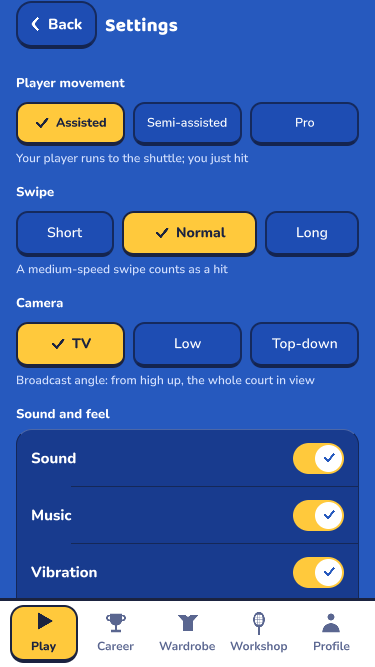 Back
Settings
Player movement
Assisted
Semi-assisted
Pro
Your player runs to the shuttle; you just hit
Swipe
Short
Normal
Long
A medium-speed swipe counts as a hit
Camera
TV
Low
Top-down
Broadcast angle: from high up, the whole court in view
Sound and feel
Sound
Music
Vibration
Play
Career
Wardrobe
Workshop
Profile